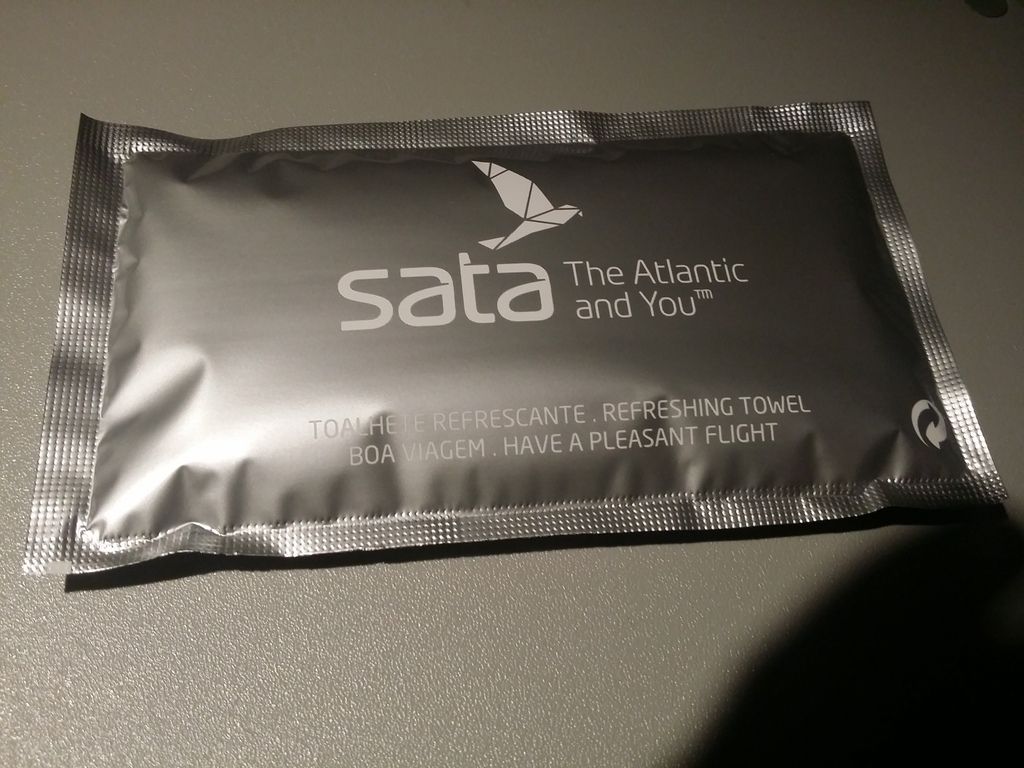 sata The Atlantic
and You™
TOALHETE REFRESCANTE . REFRESHING TOWEL
BOA VIAGEM . HAVE A PLEASANT FLIGHT